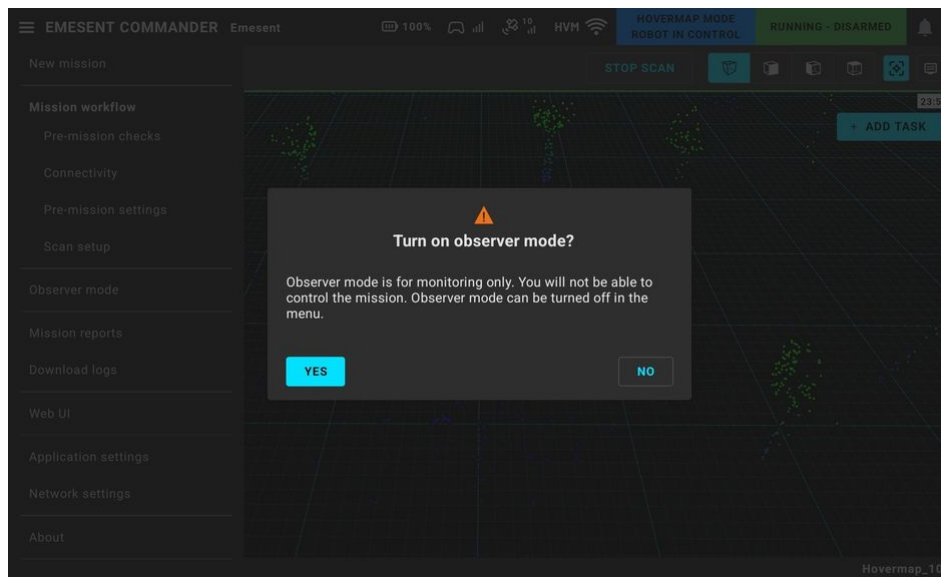 EMESENT COMMANDER Emesent 100% 10 HVM HOVERMAP MODE
ROBOT IN CONTROL RUNNING - DISARMED
New mission
STOP SCAN
Mission workflow
+ ADD TASK
Pre-mission checks
Connectivity
Pre-mission settings
Scan setup
Observer mode
Mission reports
Download logs
Web UI
Application settings
Network settings
About
Turn on observer mode?
Observer mode is for monitoring only. You will not be able to
control the mission. Observer mode can be turned off in the
menu.
YES NO
Hovermap_10